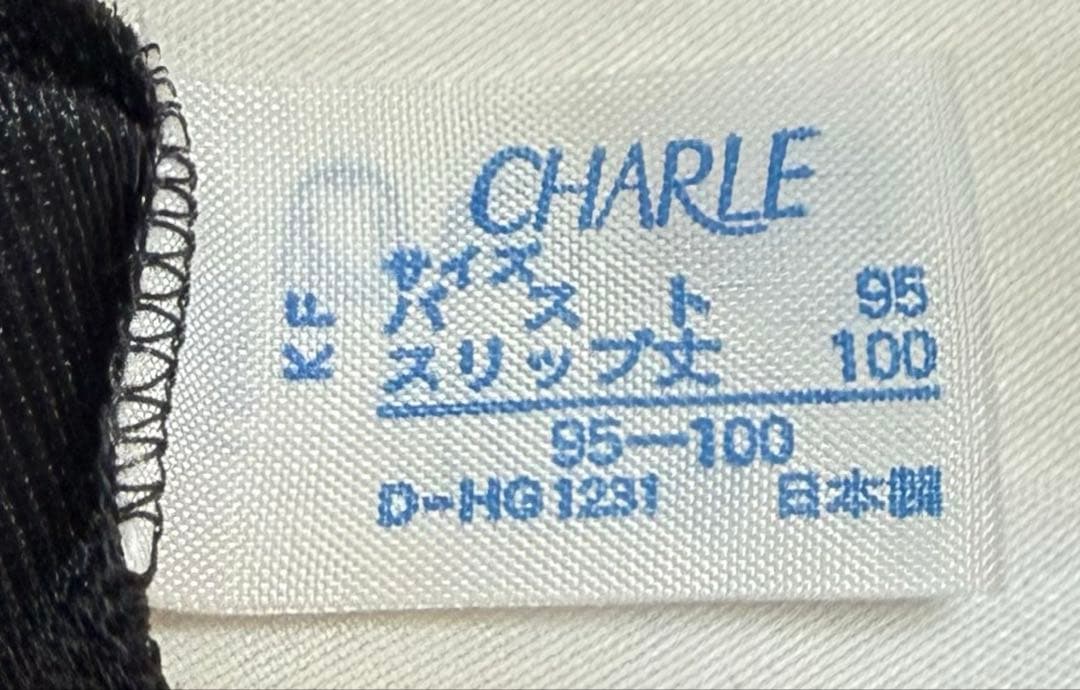 CHARLE
サイズ
バスト 95
スリップ丈 100
95—100
D-HG1231 日本製
KF